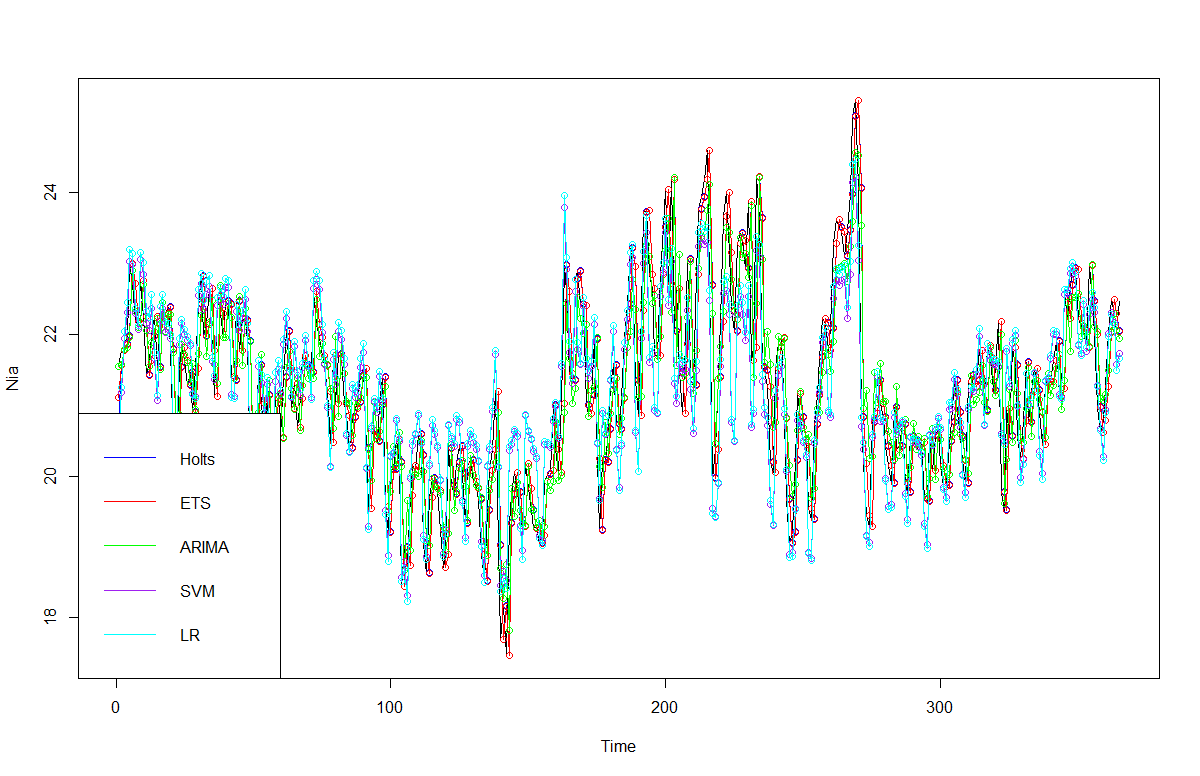 24
22
20
18
Nia
Holts
ETS
ARIMA
SVM
LR
0
100
200
300
Time